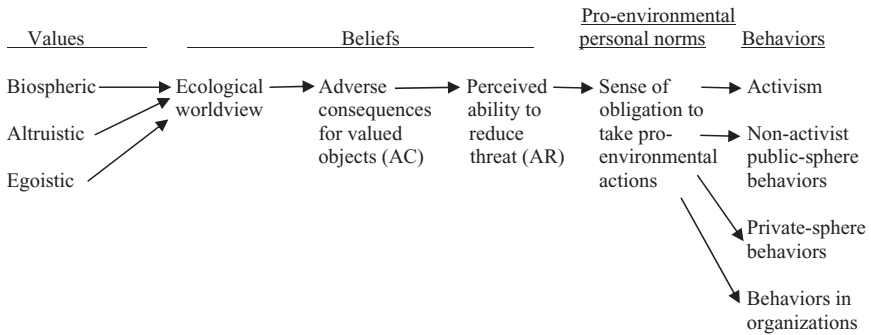 Pro-environmental
Values Beliefs personal norms Behaviors
Biospheric
Altruistic
Egoistic
Ecological
worldview
Adverse
consequences
for valued
objects (AC)
Perceived
ability to
reduce
threat (AR)
Sense of
obligation to
take pro-
environmental
actions
Activism
Non-activist
public-sphere
behaviors
Private-sphere
behaviors
Behaviors in
organizations